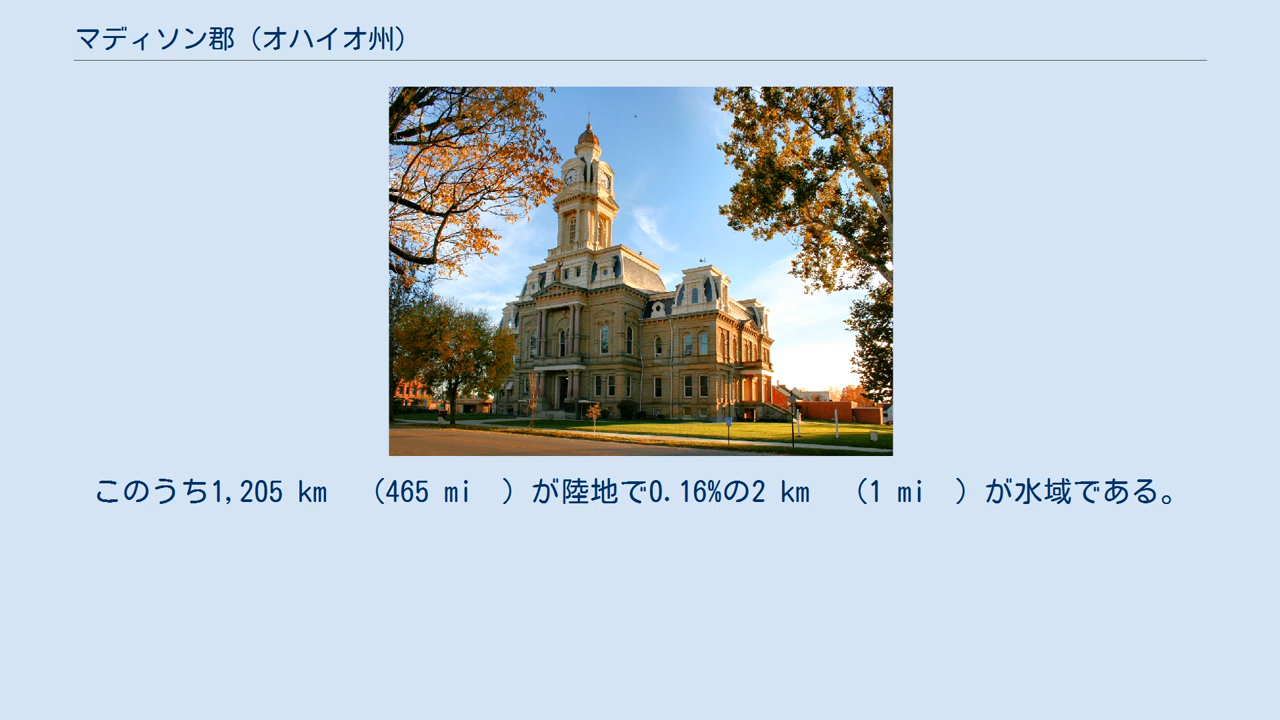 マディソン郡（オハイオ州）
このうち1,205 km　（465 mi　）が陸地で0.16%の2 km　（1 mi　）が水域である。